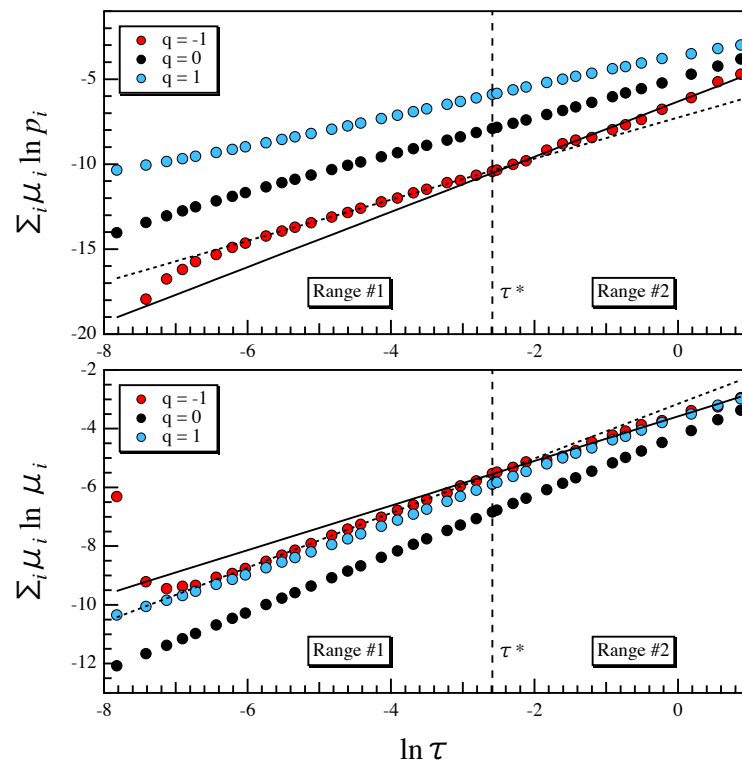 q = -1
q = 0
q = 1
-5
-10
-15
-20
Σ_i μ_i ln p_i
Range #1
τ*
Range #2
-8
-6
-4
-2
0
-2
q = -1
q = 0
q = 1
-4
-6
-8
-10
-12
Σ_i μ_i ln μ_i
Range #1
τ*
Range #2
-8
-6
-4
-2
0
ln τ